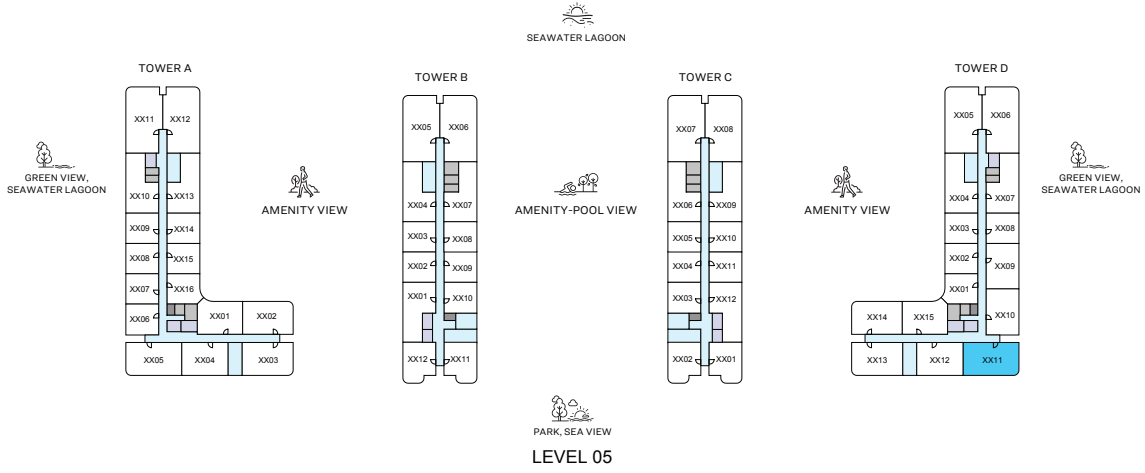 SEAWATER LAGOON
TOWER A
TOWER B
TOWER C
TOWER D
XX11 XX12
XX10 XX13
XX09 XX14
XX08 XX15
XX07 XX16
XX06 XX01 XX02
XX05 XX04 XX03
XX05 XX06
XX04 XX07
XX03 XX08
XX02 XX09
XX01 XX10
XX12 XX11
XX07 XX08
XX06 XX09
XX05 XX10
XX04 XX11
XX03 XX12
XX02 XX01
XX05 XX06
XX04 XX07
XX03 XX08
XX02 XX09
XX01 XX10
XX14 XX15
XX13 XX12 XX11
GREEN VIEW,
SEAWATER LAGOON
AMENITY VIEW
AMENITY-POOL VIEW
AMENITY VIEW
GREEN VIEW,
SEAWATER LAGOON
PARK, SEA VIEW
LEVEL 05